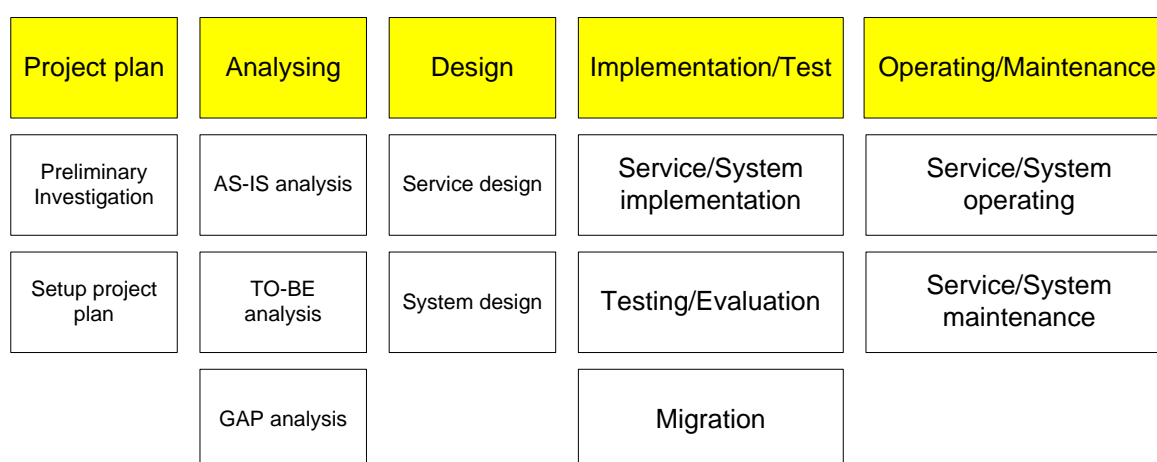 Project plan
Analysing
Design
Implementation/Test
Operating/Maintenance
Preliminary
Investigation
AS-IS analysis
Service design
Service/System
implementation
Service/System
operating
Setup project
plan
TO-BE
analysis
System design
Testing/Evaluation
Service/System
maintenance
GAP analysis
Migration